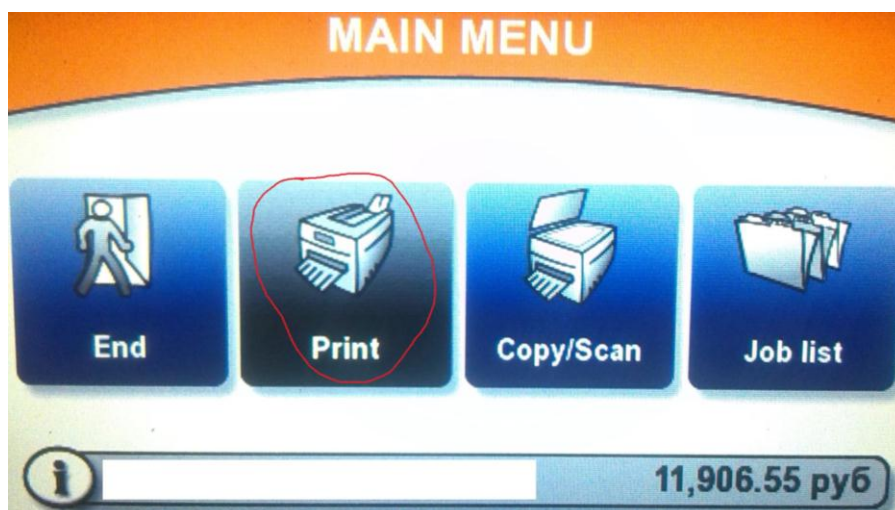 MAIN MENU
End
Print
Copy/Scan
Job list
i
11,906.55 руб